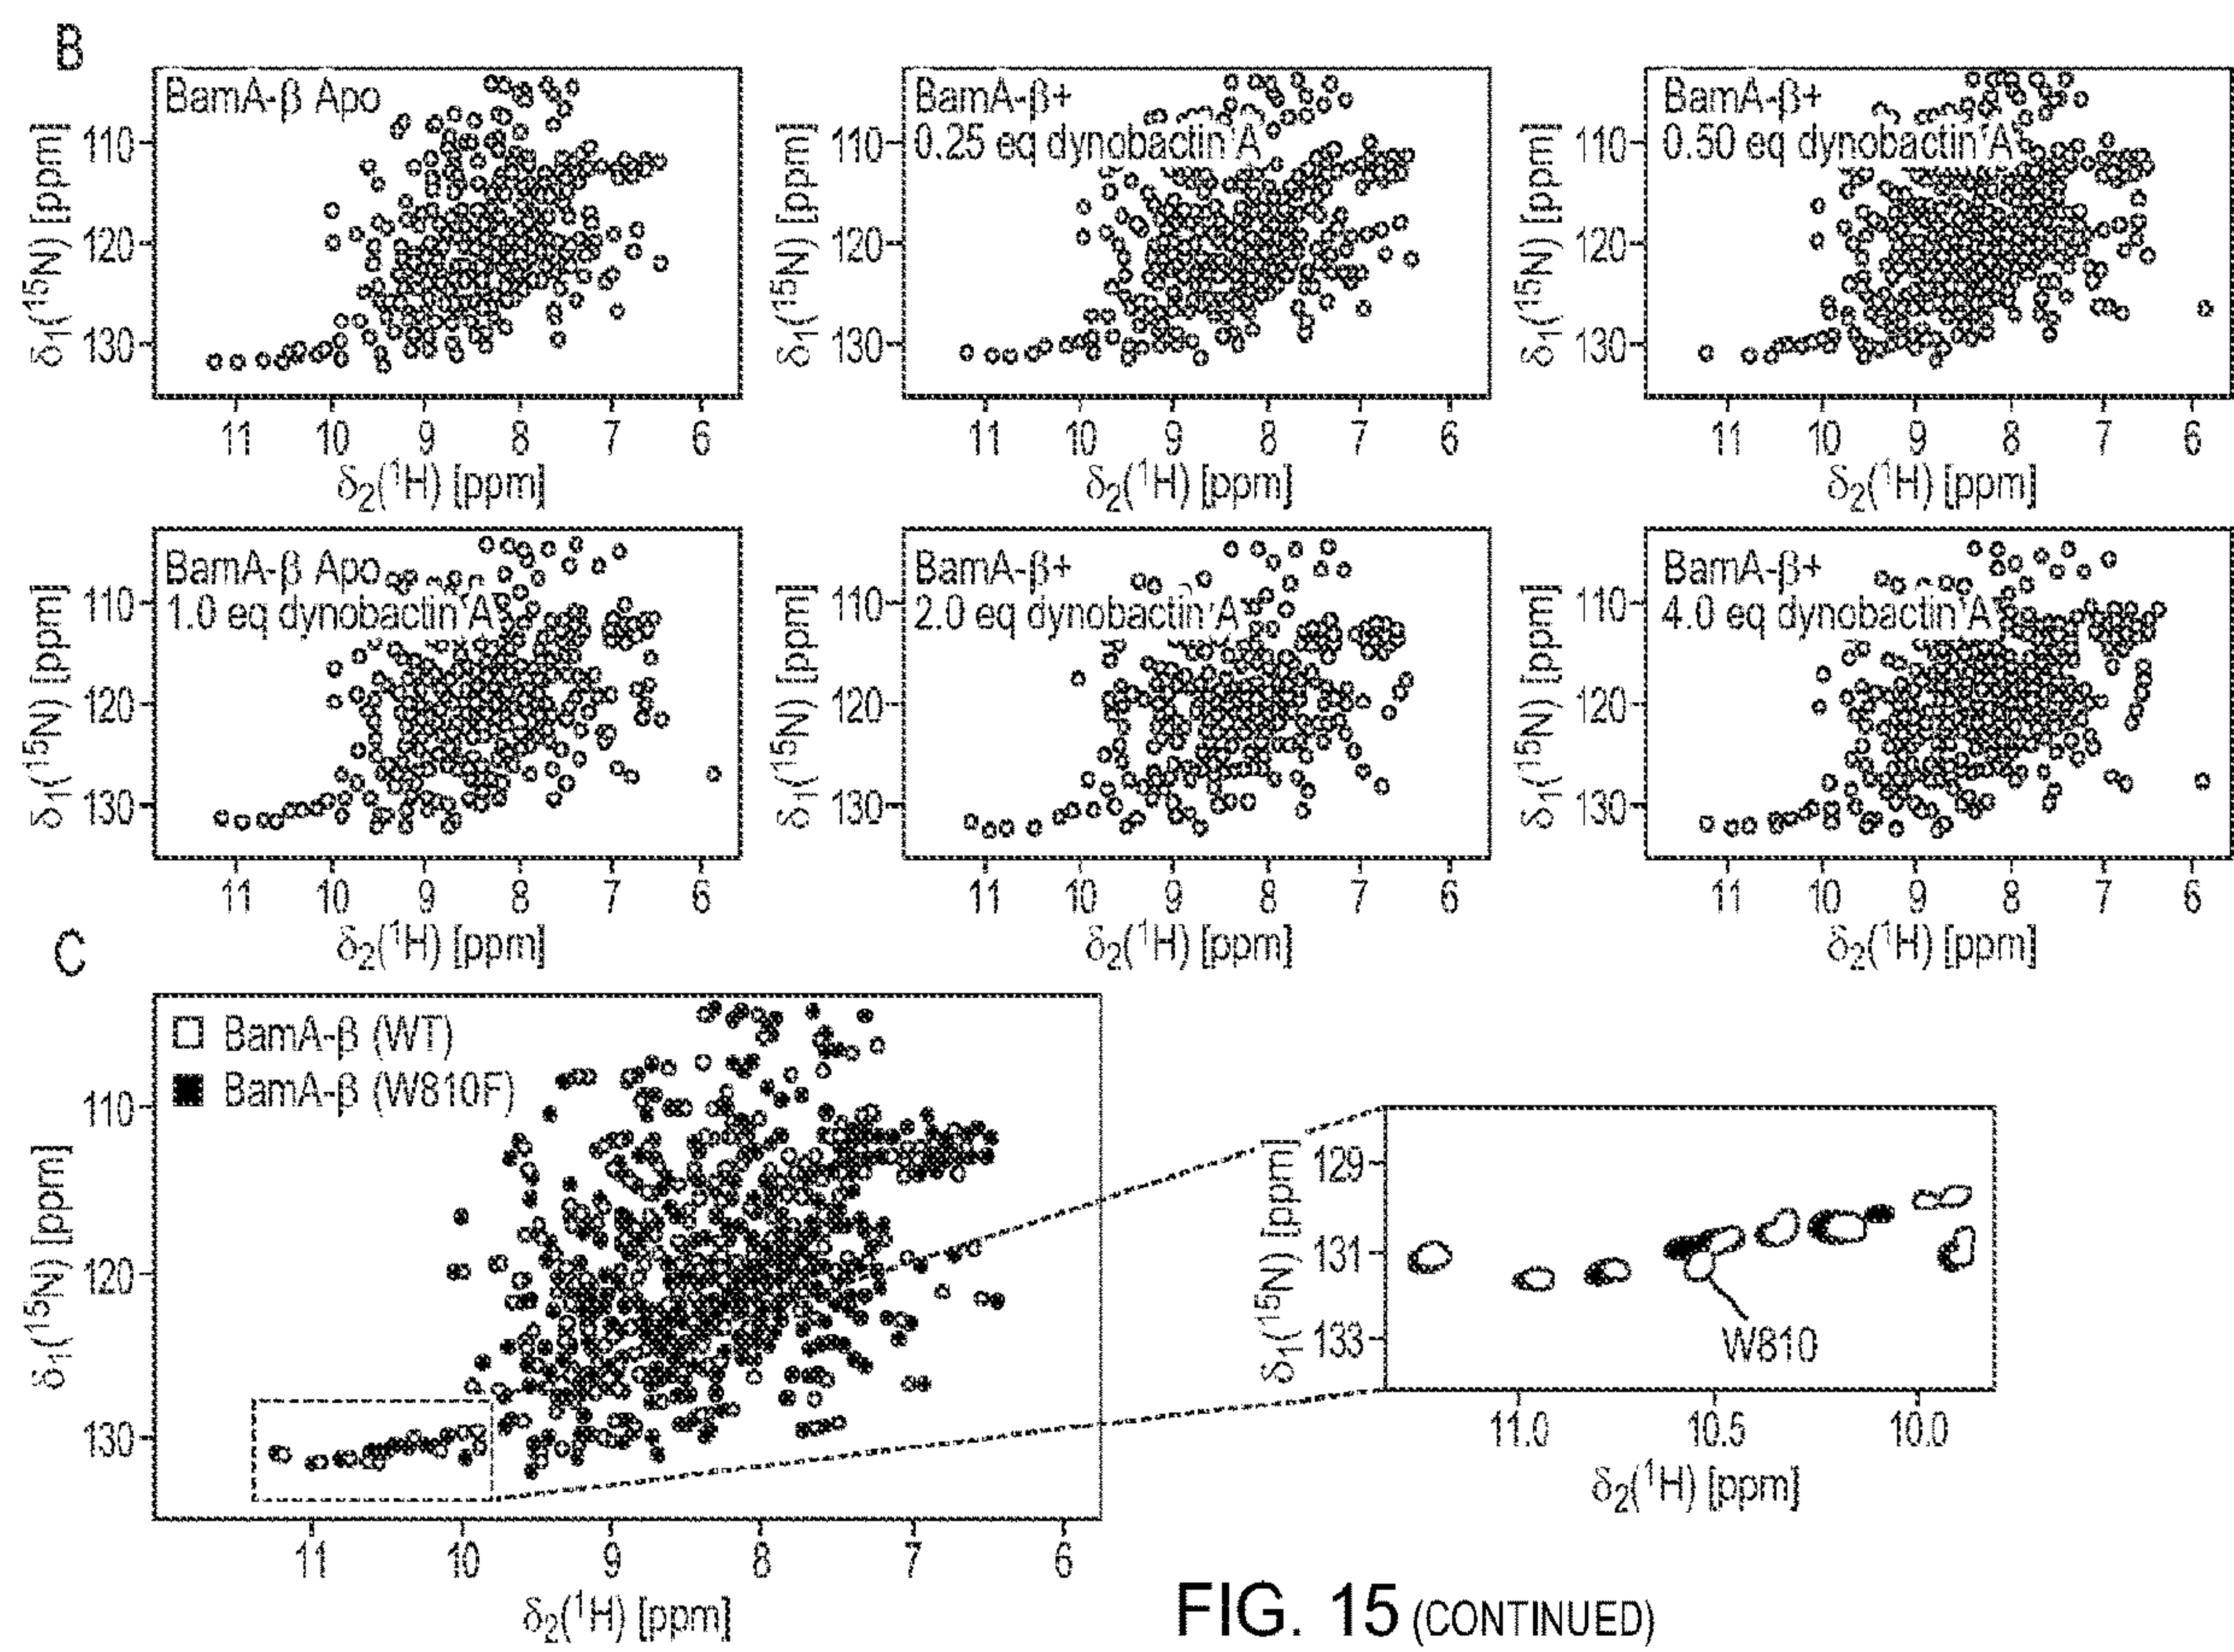 B
BamA-β Apo
110
120
130
δ1(15N) [ppm]
11 10 9 8 7 6
δ2(1H) [ppm]
BamA-β+
0.25 eq dynobactin A
110
120
130
δ1(15N) [ppm]
11 10 9 8 7 6
δ2(1H) [ppm]
BamA-β+
0.50 eq dynobactin A
110
120
130
δ1(15N) [ppm]
11 10 9 8 7 6
δ2(1H) [ppm]
BamA-β Apo
1.0 eq dynobactin A
110
120
130
δ1(15N) [ppm]
11 10 9 8 7 6
δ2(1H) [ppm]
BamA-β+
2.0 eq dynobactin A
110
120
130
δ1(15N) [ppm]
11 10 9 8 7 6
δ2(1H) [ppm]
BamA-β+
4.0 eq dynobactin A
110
120
130
δ1(15N) [ppm]
11 10 9 8 7 6
δ2(1H) [ppm]
C
BamA-β (WT)
BamA-β (W810F)
110
120
130
δ1(15N) [ppm]
11 10 9 8 7 6
δ2(1H) [ppm]
129
131
133
δ1(15N) [ppm]
W810
11.0 10.5 10.0
δ2(1H) [ppm]
FIG. 15 (CONTINUED)